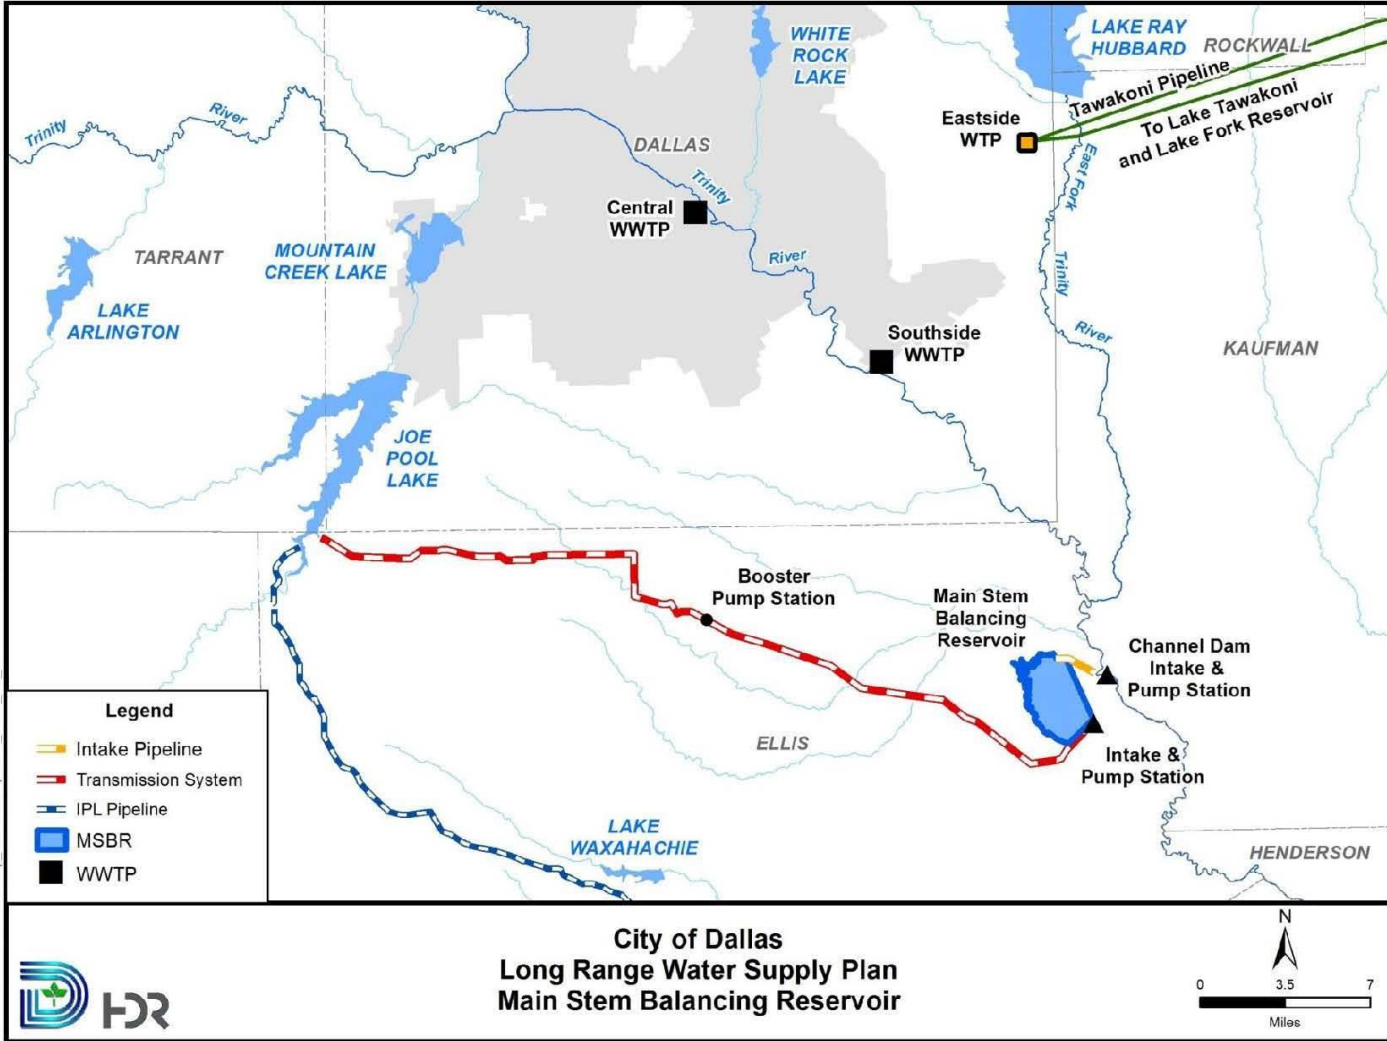 WHITE
ROCK
LAKE
LAKE RAY
HUBBARD
ROCKWALL
Tawakoni Pipeline
To Lake Tawakoni
and Lake Fork Reservoir
Eastside
WTP
Trinity
River
DALLAS
East Fork
Trinity
Central
WWTP
TARRANT
MOUNTAIN
CREEK LAKE
River
Trinity
LAKE
ARLINGTON
Southside
WWTP
River
KAUFMAN
JOE
POOL
LAKE
Booster
Pump Station
Main Stem
Balancing
Reservoir
Channel Dam
Intake &
Pump Station
ELLIS
Intake &
Pump Station
LAKE
WAXAHACHIE
HENDERSON
Legend
Intake Pipeline
Transmission System
IPL Pipeline
MSBR
WWTP
City of Dallas
Long Range Water Supply Plan
Main Stem Balancing Reservoir
HDR
N
0 3.5 7
Miles